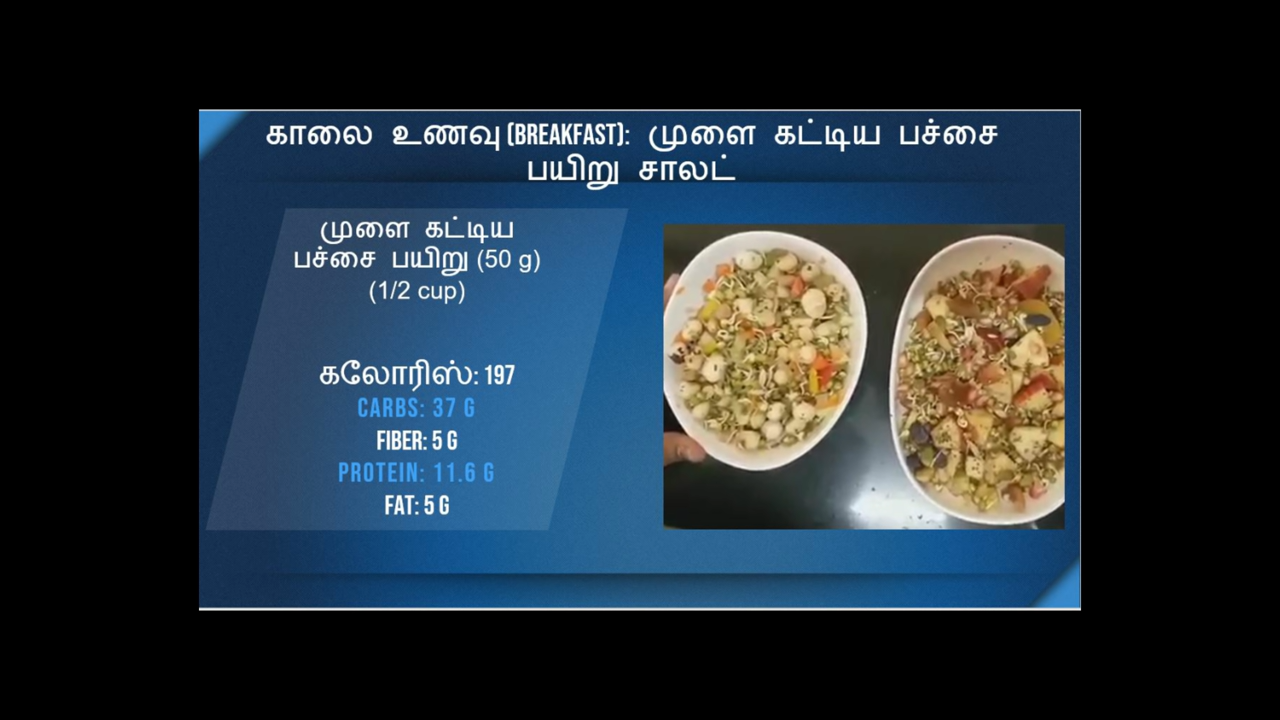 காலை உணவு (BREAKFAST): முளை கட்டிய பச்சை
பயிறு சாலட்
முளை கட்டிய
பச்சை பயிறு (50 g)
(1/2 cup)
கலோரிஸ்: 197
CARBS: 37 G
FIBER: 5 G
PROTEIN: 11.6 G
FAT: 5 G